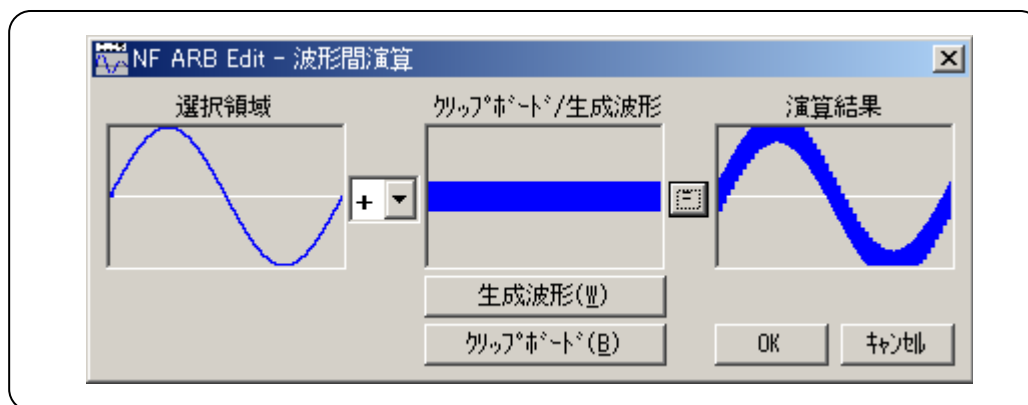 NF ARB Edit - 波形間演算
選択領域
ｸﾘｯﾌﾟﾎﾞｰﾄﾞ/生成波形
演算結果
+
=
生成波形(W)
ｸﾘｯﾌﾟﾎﾞｰﾄﾞ(B)
OK
ｷｬﾝｾﾙ